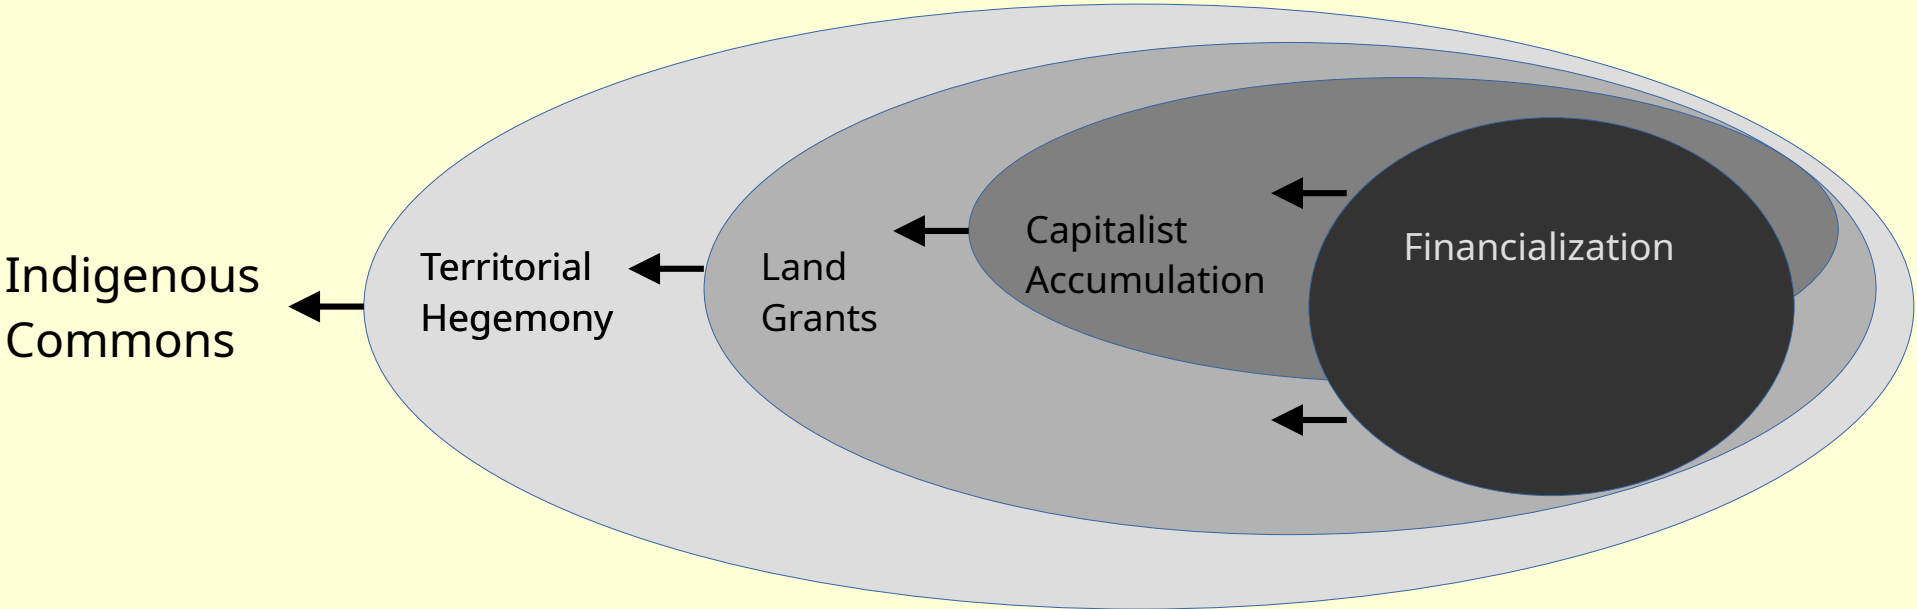 Indigenous
Commons
Territorial
Hegemony
Land
Grants
Capitalist
Accumulation
Financialization